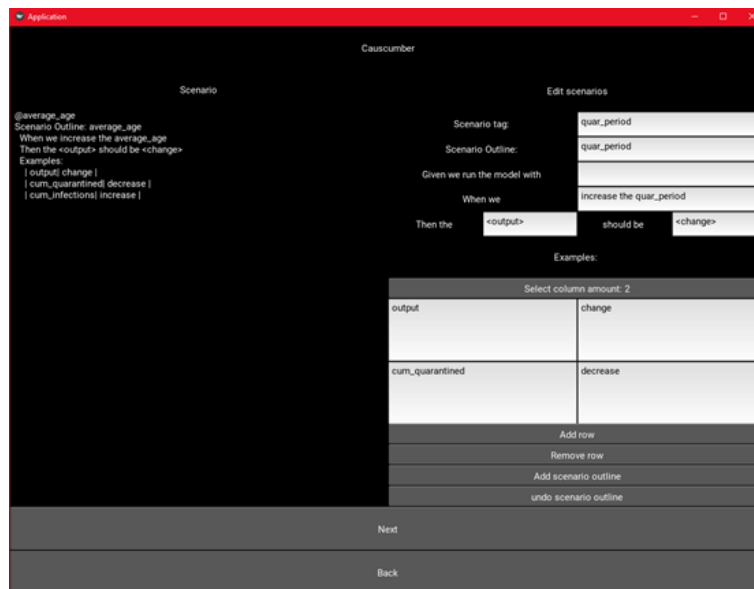 Application
Causcumber
Scenario
@average_age
Scenario Outline: average_age
When we increase the average_age
Then the <output> should be <change>
Examples:
| output| change |
| cum_quarantined| decrease |
| cum_infections| increase |
Edit scenarios
Scenario tag: quar_period
Scenario Outline: quar_period
Given we run the model with
When we increase the quar_period
Then the <output> should be <change>
Examples:
Select column amount: 2
output change
cum_quarantined decrease
Add row
Remove row
Add scenario outline
undo scenario outline
Next
Back